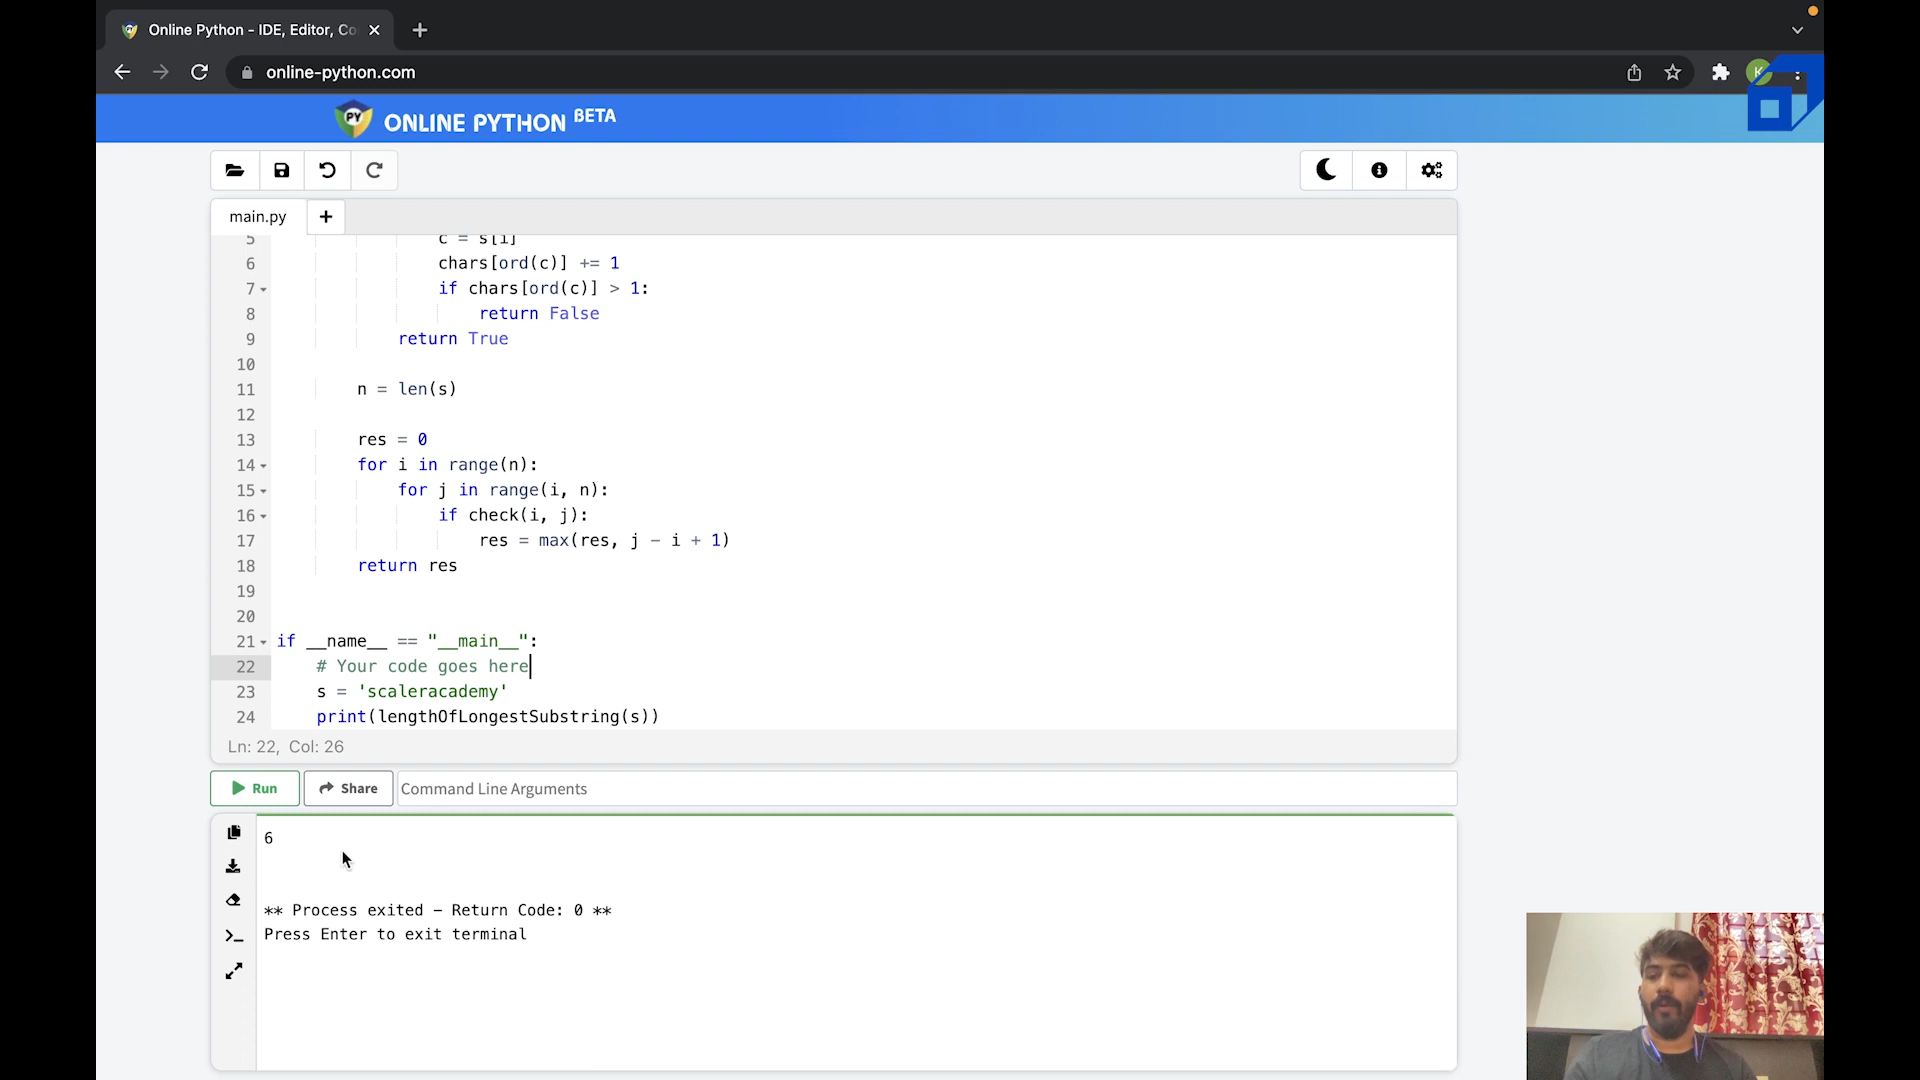 Online Python - IDE, Editor, Co
online-python.com
K
PY ONLINE PYTHON BETA
main.py
5 c = s[i]
6 chars[ord(c)] += 1
7 if chars[ord(c)] > 1:
8 return False
9 return True
10
11 n = len(s)
12
13 res = 0
14 for i in range(n):
15 for j in range(i, n):
16 if check(i, j):
17 res = max(res, j - i + 1)
18 return res
19
20
21 if __name__ == "__main__":
22 # Your code goes here
23 s = 'scaleracademy'
24 print(lengthOfLongestSubstring(s))
Ln: 22, Col: 26
Run Share Command Line Arguments
6
** Process exited - Return Code: 0 **
Press Enter to exit terminal